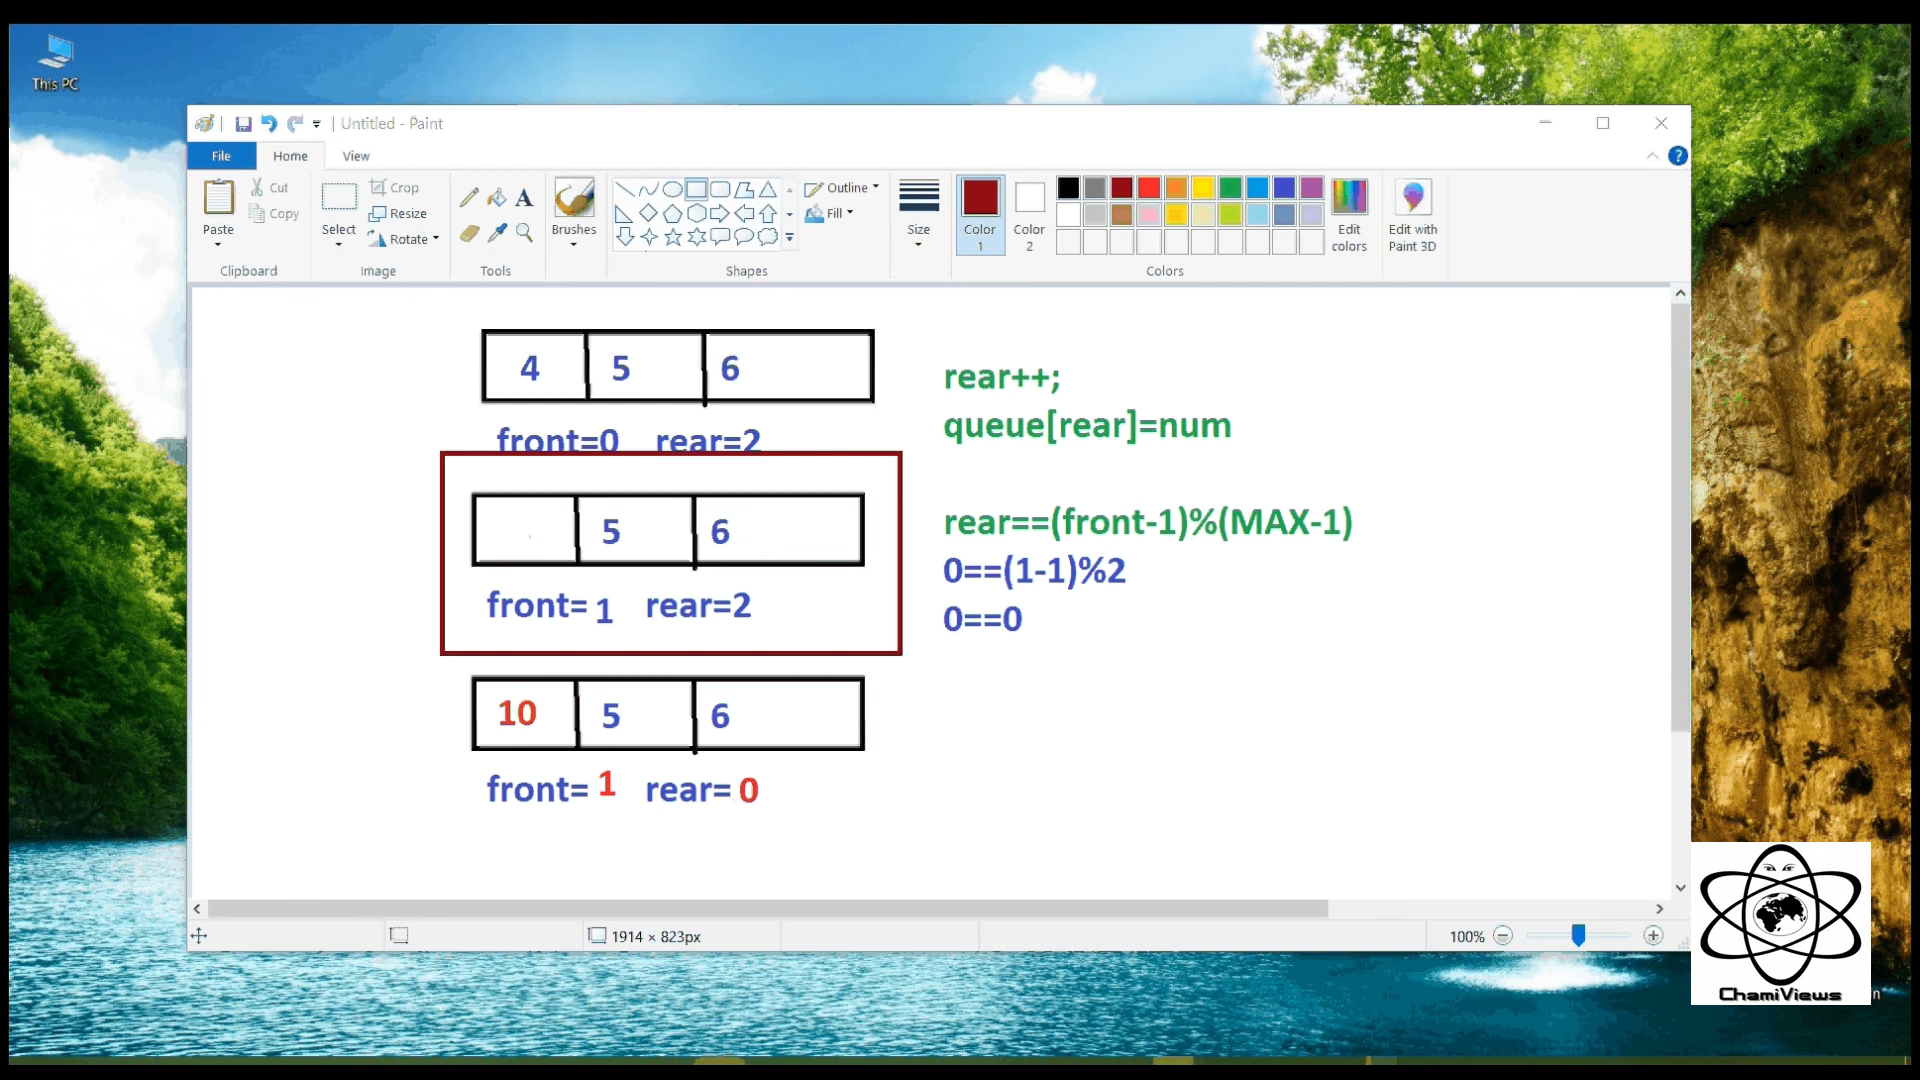 This PC
Untitled - Paint
File Home View
Paste
Cut
Copy
Clipboard
Select
Crop
Resize
Rotate
Image
A
Tools
Brushes
Outline
Fill
Shapes
Size
Color 1
Color 2
Colors
Edit colors
Edit with Paint 3D
?
4 5 6
front=0 rear=2
5 6
front= 1 rear=2
10 5 6
front= 1 rear= 0
rear++;
queue[rear]=num
rear==(front-1)%(MAX-1)
0==(1-1)%2
0==0
1914 × 823px
100%
ChamiViews